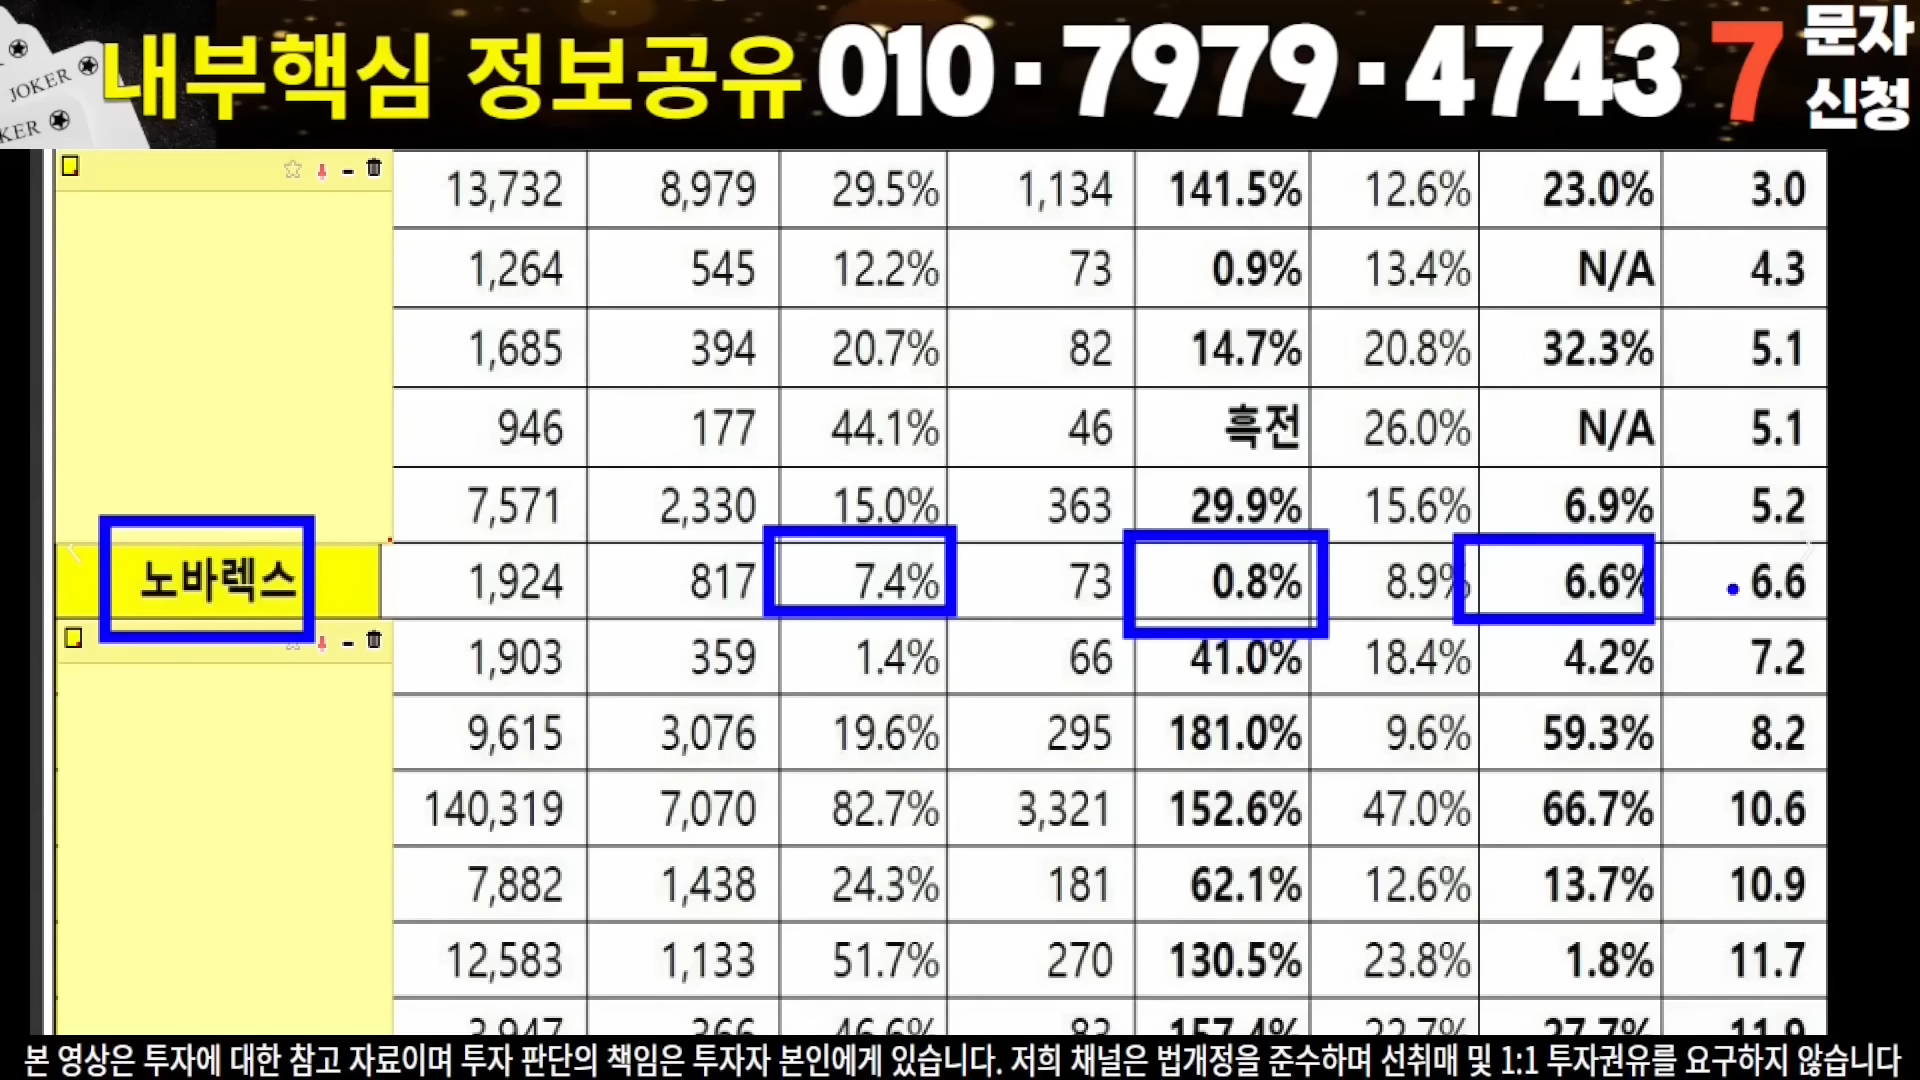 JOKER
내부핵심 정보공유 010·7979·4743 7 문자
신청
13,732 8,979 29.5% 1,134 141.5% 12.6% 23.0% 3.0
1,264 545 12.2% 73 0.9% 13.4% N/A 4.3
1,685 394 20.7% 82 14.7% 20.8% 32.3% 5.1
946 177 44.1% 46 흑전 26.0% N/A 5.1
7,571 2,330 15.0% 363 29.9% 15.6% 6.9% 5.2
노바렉스 1,924 817 7.4% 73 0.8% 8.9% 6.6% 6.6
1,903 359 1.4% 66 41.0% 18.4% 4.2% 7.2
9,615 3,076 19.6% 295 181.0% 9.6% 59.3% 8.2
140,319 7,070 82.7% 3,321 152.6% 47.0% 66.7% 10.6
7,882 1,438 24.3% 181 62.1% 12.6% 13.7% 10.9
12,583 1,133 51.7% 270 130.5% 23.8% 1.8% 11.7
본 영상은 투자에 대한 참고 자료이며 투자 판단의 책임은 투자자 본인에게 있습니다. 저희 채널은 법개정을 준수하며 선취매 및 1:1 투자권유를 요구하지 않습니다